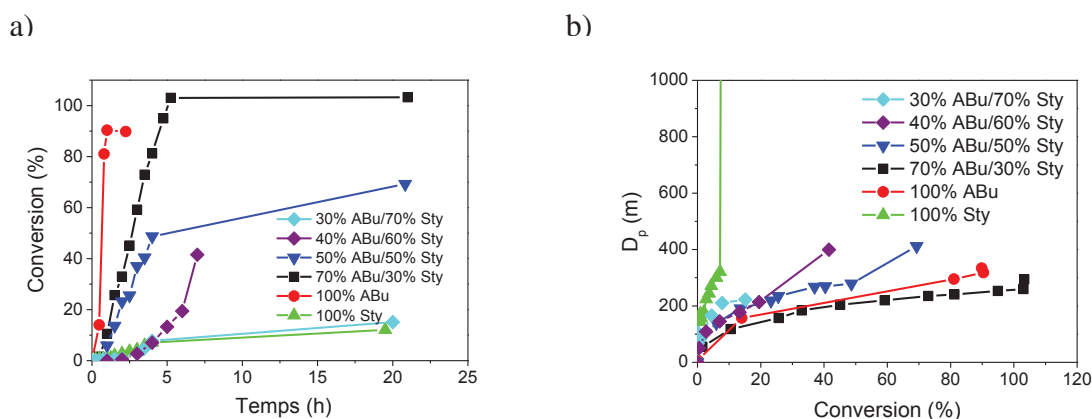 a)
b)
100
80
60
40
20
0
Conversion (%)
0 5 10 15 20 25
Temps (h)
30% ABu/70% Sty
40% ABu/60% Sty
50% ABu/50% Sty
70% ABu/30% Sty
100% ABu
100% Sty
1000
800
600
400
200
0
D_p (m)
0 20 40 60 80 100 120
Conversion (%)
30% ABu/70% Sty
40% ABu/60% Sty
50% ABu/50% Sty
70% ABu/30% Sty
100% ABu
100% Sty